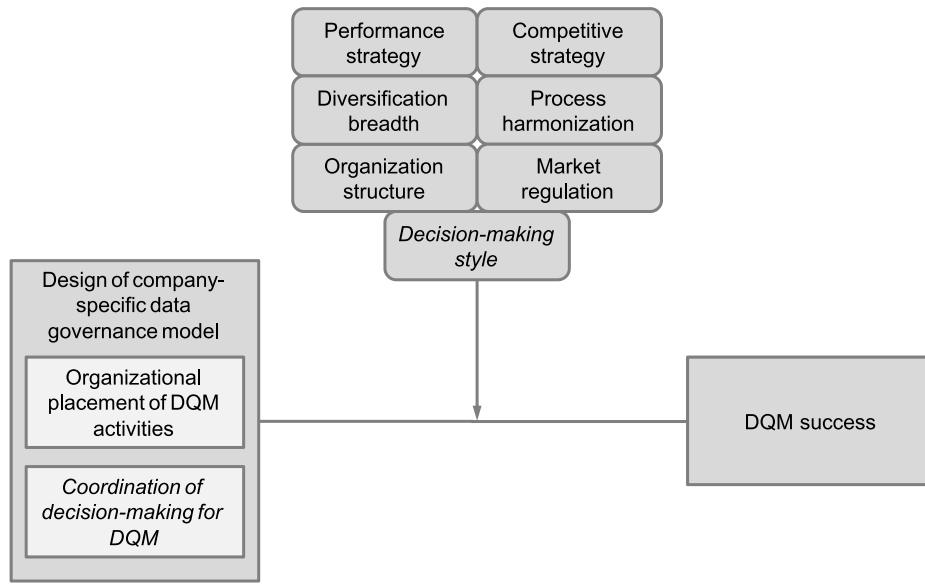 Performance
strategy
Competitive
strategy
Diversification
breadth
Process
harmonization
Organization
structure
Market
regulation
Decision-making
style
Design of company-
specific data
governance model
Organizational
placement of DQM
activities
Coordination of
decision-making for
DQM
DQM success